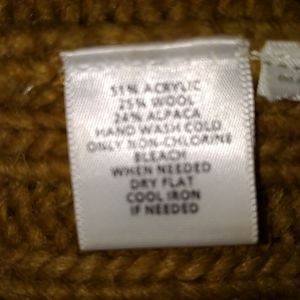 51% ACRYLIC
25% WOOL
24% ALPACA
HAND WASH COLD
ONLY NON-CHLORINE
BLEACH
WHEN NEEDED
DRY FLAT
COOL IRON
IF NEEDED